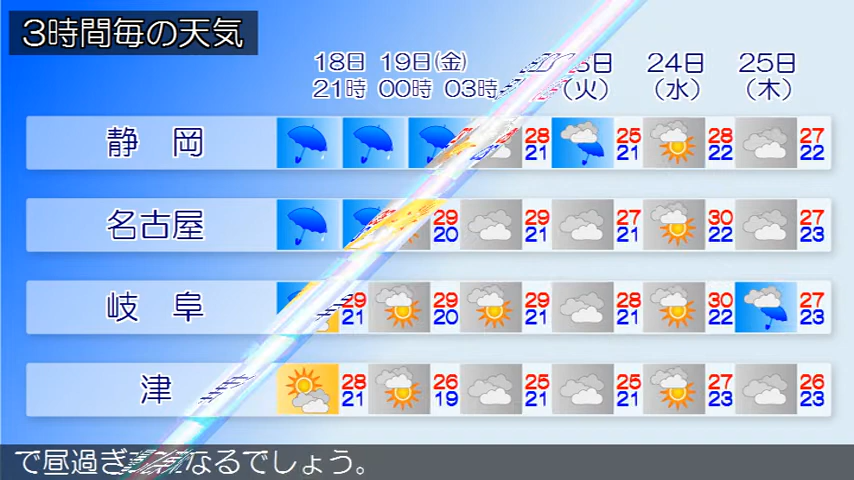 3時間毎の天気
18日 19日(金)
21時 00時 03時
日 24日 25日
(火) (水) (木)
静 岡 28 21 25 21 28 22 27 22
名古屋 29 20 29 21 27 21 30 22 27 23
岐 阜 29 21 29 20 29 21 28 21 30 22 27 23
津 28 21 26 19 25 21 25 21 27 23 26 23
で昼過ぎ なるでしょう。